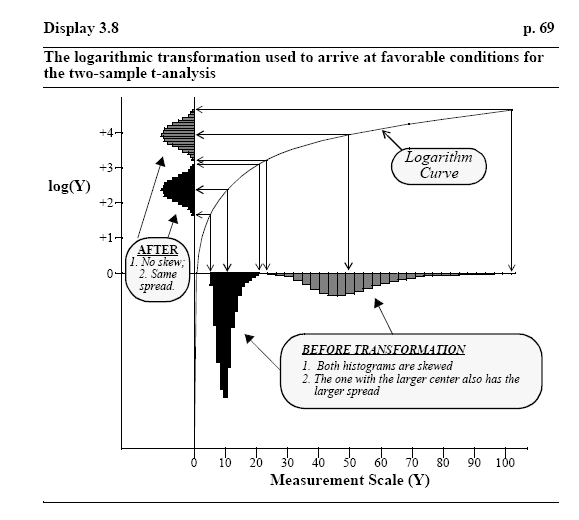 Display 3.8
p. 69
The logarithmic transformation used to arrive at favorable conditions for
the two-sample t-analysis
+4
+3
log(Y)
+2
+1
0
Logarithm
Curve
AFTER
1. No skew;
2. Same
spread.
BEFORE TRANSFORMATION
1. Both histograms are skewed
2. The one with the larger center also has the
larger spread
0 10 20 30 40 50 60 70 80 90 100
Measurement Scale (Y)